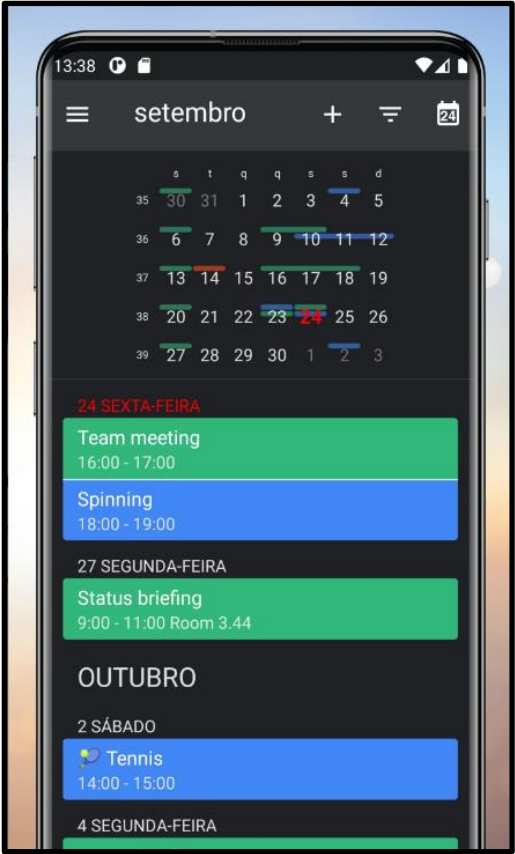 13:38
setembro
24
s t q q s s d
35 30 31 1 2 3 4 5
36 6 7 8 9 10 11 12
37 13 14 15 16 17 18 19
38 20 21 22 23 24 25 26
39 27 28 29 30 1 2 3
24 SEXTA-FEIRA
Team meeting
16:00 - 17:00
Spinning
18:00 - 19:00
27 SEGUNDA-FEIRA
Status briefing
9:00 - 11:00 Room 3.44
OUTUBRO
2 SÁBADO
🎾 Tennis
14:00 - 15:00
4 SEGUNDA-FEIRA